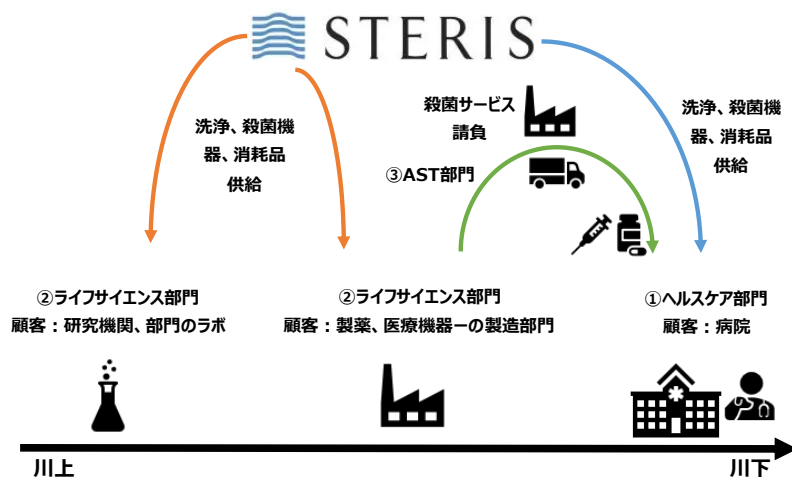 STERIS
洗浄、殺菌機
器、消耗品
供給
殺菌サービス
請負
③AST部門
洗浄、殺菌機
器、消耗品
供給
②ライフサイエンス部門
顧客：研究機関、部門のラボ
②ライフサイエンス部門
顧客：製薬、医療機器ーの製造部門
①ヘルスケア部門
顧客：病院
川上
川下